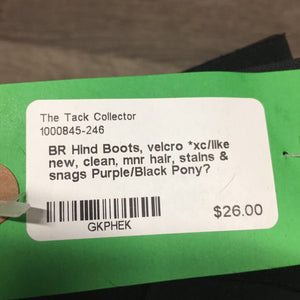 The Tack Collector
1000845-246
BR Hind Boots, velcro *xc/like
new, clean, mnr hair, stains &
snags Purple/Black Pony?
$26.00
GKPHEK